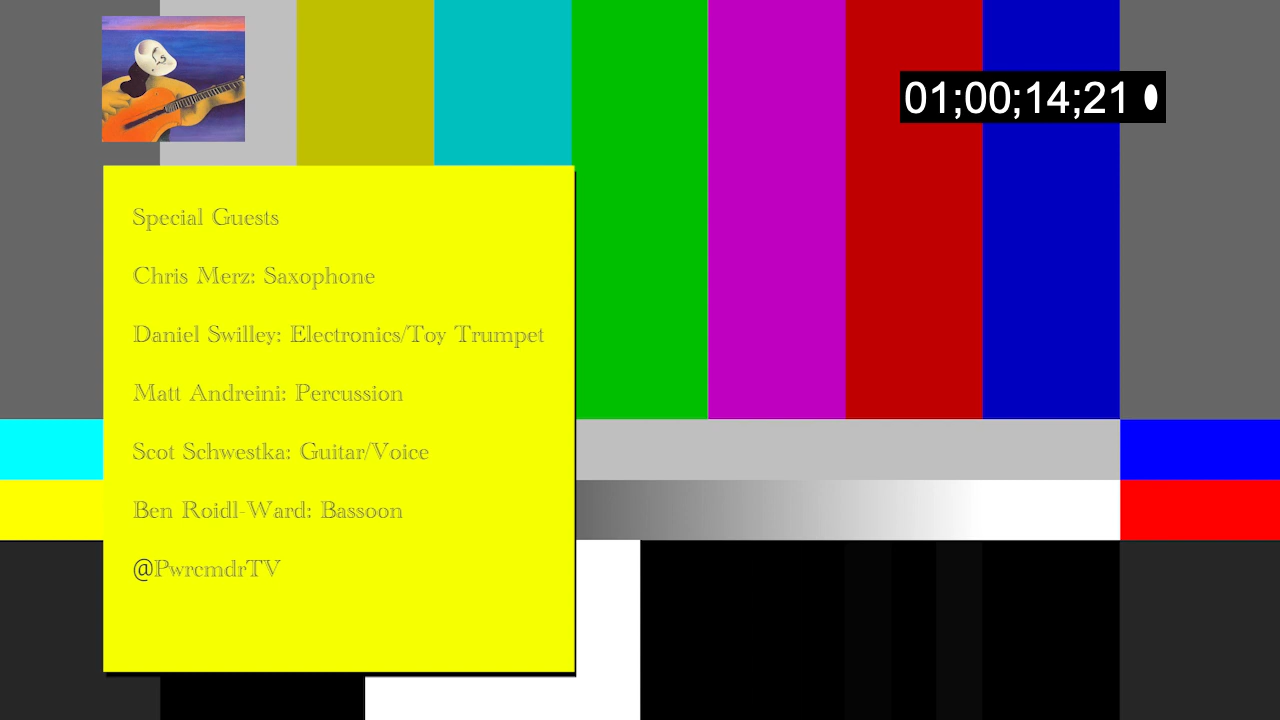 01;00;14;21
Special Guests
Chris Merz: Saxophone
Daniel Swilley: Electronics/Toy Trumpet
Matt Andreini: Percussion
Scot Schwestka: Guitar/Voice
Ben Roidl-Ward: Bassoon
@PwrcmdrTV